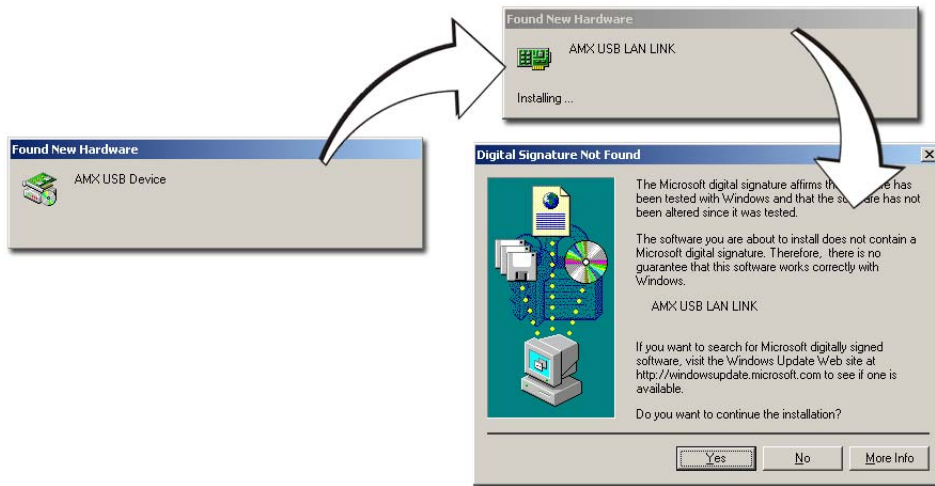 Found New Hardware
AMX USB Device
Found New Hardware
AMX USB LAN LINK
Installing ...
Digital Signature Not Found
The Microsoft digital signature affirms th re has
been tested with Windows and that the so are has not
been altered since it was tested.
The software you are about to install does not contain a
Microsoft digital signature. Therefore, there is no
guarantee that this software works correctly with
Windows.
AMX USB LAN LINK
If you want to search for Microsoft digitally signed
software, visit the Windows Update Web site at
http://windowsupdate.microsoft.com to see if one is
available.
Do you want to continue the installation?
Yes
No
More Info